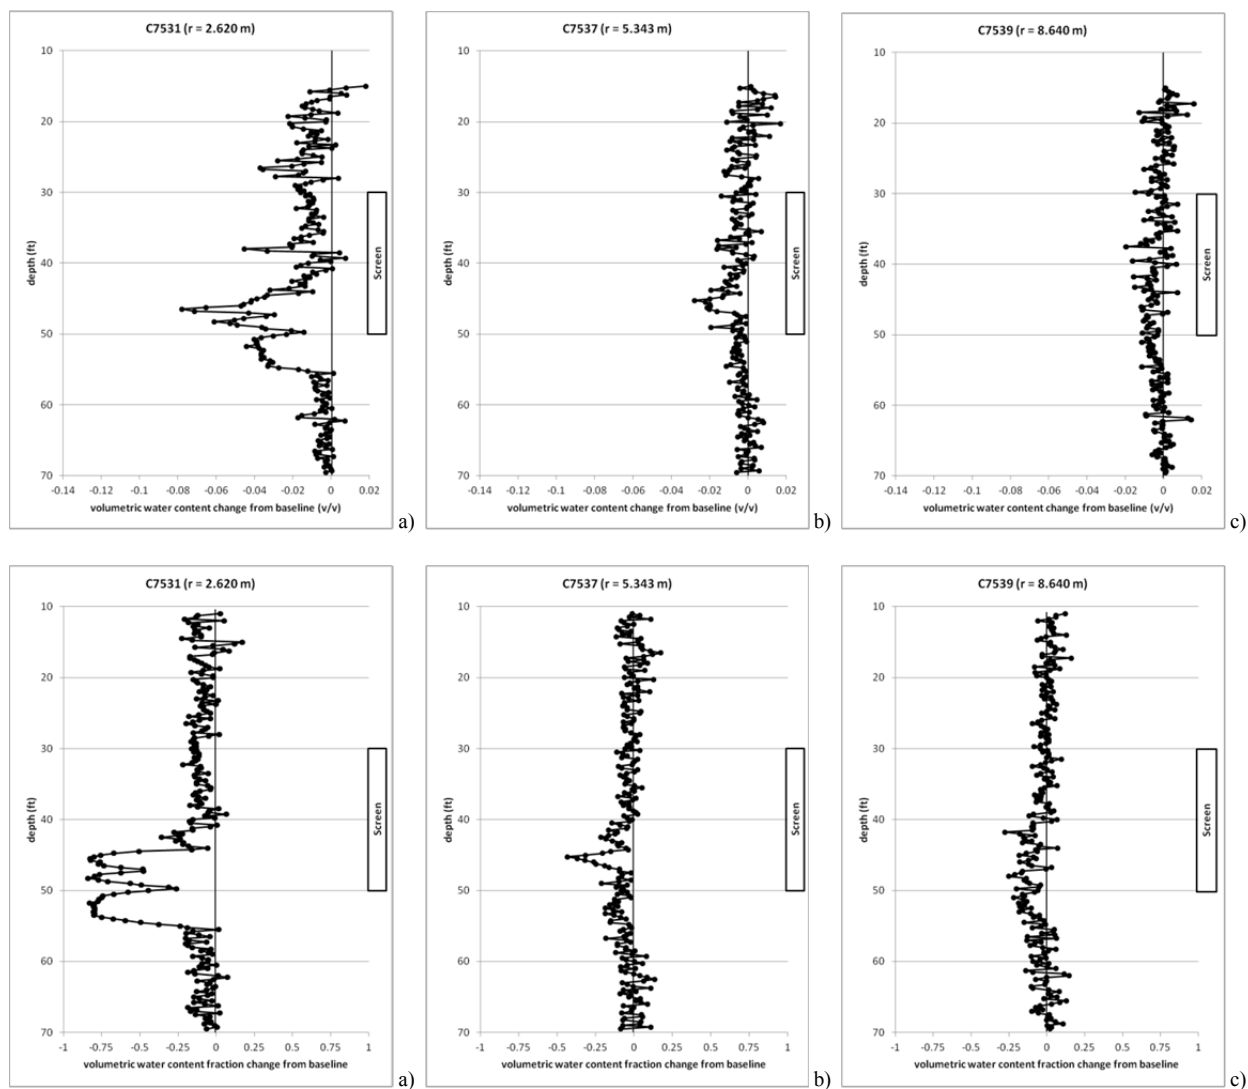 C7531 (r = 2.620 m)
10
20
30
40
50
60
70
depth (ft)
Screen
-0.14 -0.12 -0.1 -0.08 -0.06 -0.04 -0.02 0 0.02
volumetric water content change from baseline (v/v)
a)
C7537 (r = 5.343 m)
10
20
30
40
50
60
70
depth (ft)
Screen
-0.14 -0.12 -0.1 -0.08 -0.06 -0.04 -0.02 0 0.02
volumetric water content change from baseline (v/v)
b)
C7539 (r = 8.640 m)
10
20
30
40
50
60
70
depth (ft)
Screen
-0.14 -0.12 -0.1 -0.08 -0.06 -0.04 -0.02 0 0.02
volumetric water content change from baseline (v/v)
c)
C7531 (r = 2.620 m)
10
20
30
40
50
60
70
depth (ft)
Screen
-1 -0.75 -0.5 -0.25 0 0.25 0.5 0.75 1
volumetric water content fraction change from baseline
a)
C7537 (r = 5.343 m)
10
20
30
40
50
60
70
depth (ft)
Screen
-1 -0.75 -0.5 -0.25 0 0.25 0.5 0.75 1
volumetric water content fraction change from baseline
b)
C7539 (r = 8.640 m)
10
20
30
40
50
60
70
depth (ft)
Screen
-1 -0.75 -0.5 -0.25 0 0.25 0.5 0.75 1
volumetric water content fraction change from baseline
c)